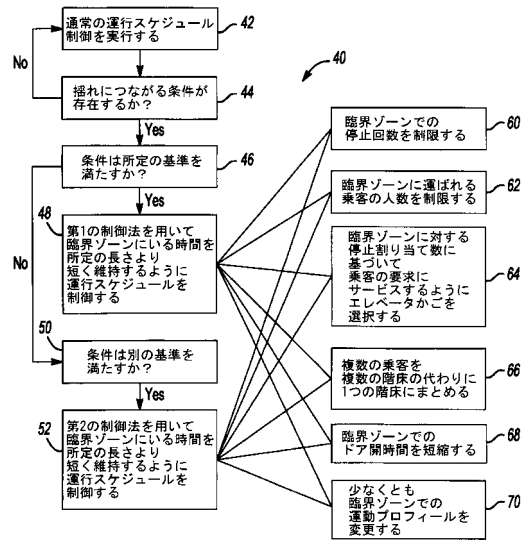 通常の運行スケジュール
制御を実行する
42
No
40
揺れにつながる条件が
存在するか?
44
Yes
条件は所定の基準を
満たすか?
46
Yes
48
第1の制御法を用いて
臨界ゾーンにいる時間を
所定の長さより
短く維持するように
運行スケジュールを
制御する
No
50
条件は別の基準を
満たすか?
Yes
52
第2の制御法を用いて
臨界ゾーンにいる時間を
所定の長さより
短く維持するように
運行スケジュールを
制御する
臨界ゾーンでの
停止回数を制限する
60
臨界ゾーンに運ばれる
乗客の人数を制限する
62
臨界ゾーンに対する
停止割り当て数に
基づいて
乗客の要求に
サービスするように
エレベータかごを
選択する
64
複数の乗客を
複数の階床の代わりに
1つの階床にまとめる
66
臨界ゾーンでの
ドア開時間を短縮する
68
少なくとも
臨界ゾーンでの
運動プロフィールを
変更する
70